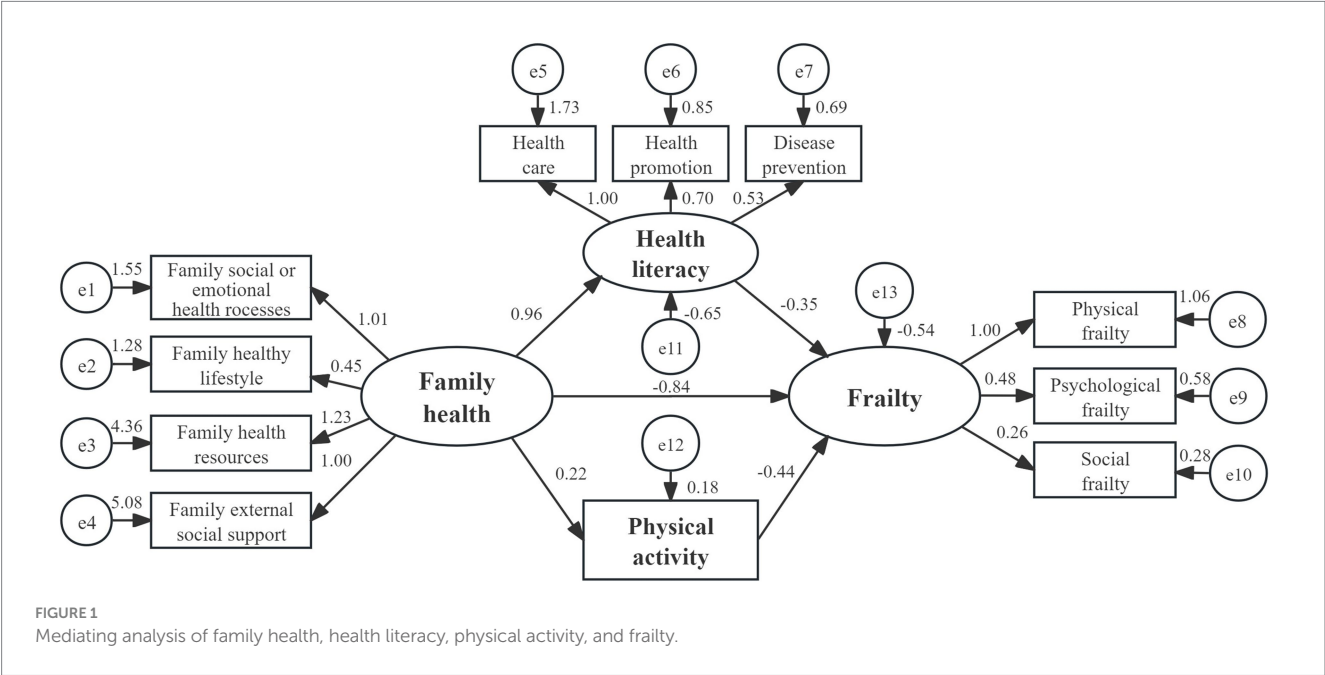 e5
e6
e7
1.73
0.85
0.69
Health
care
Health
promotion
Disease
prevention
1.00
0.70
0.53
Health
literacy
e1
1.55
Family social or
emotional
health rocesses
1.01
e2
1.28
Family healthy
lifestyle
0.45
e3
4.36
Family health
resources
1.23
e4
5.08
Family external
social support
1.00
Family
health
0.96
-0.65
e11
-0.84
0.22
e12
0.18
Physical
activity
-0.35
-0.44
e13
-0.54
Frailty
1.00
Physical
frailty
1.06
e8
0.48
Psychological
frailty
0.58
e9
0.26
Social
frailty
0.28
e10
FIGURE 1
Mediating analysis of family health, health literacy, physical activity, and frailty.